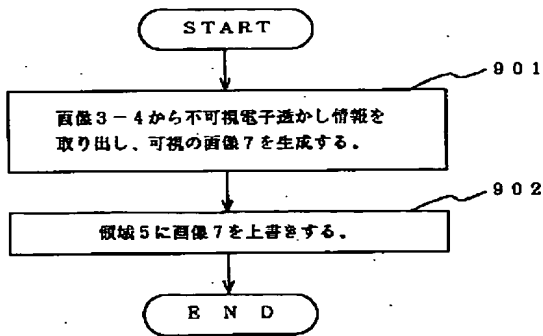 START
901
画像3-4から不可視電子透かし情報を
取り出し、可視の画像7を生成する。
902
領域5に画像7を上書きする。
END